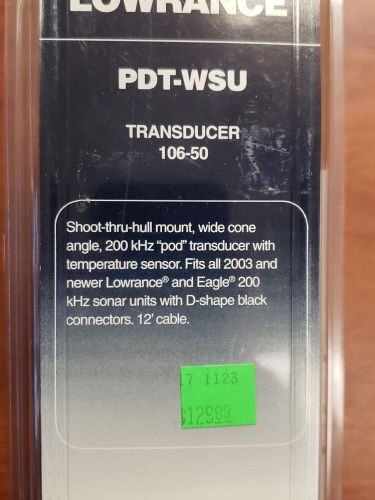 LOWRANCE
PDT-WSU
TRANSDUCER
106-50
Shoot-thru-hull mount, wide cone
angle, 200 kHz “pod” transducer with
temperature sensor. Fits all 2003 and
newer Lowrance® and Eagle® 200
kHz sonar units with D-shape black
connectors. 12’ cable.
17 1123
$129.99